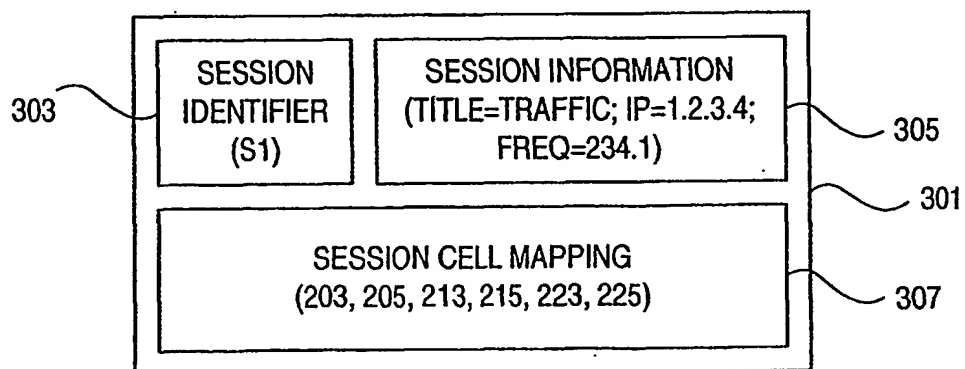 303
SESSION
IDENTIFIER
(S1)
SESSION INFORMATION
(TITLE=TRAFFIC; IP=1.2.3.4;
FREQ=234.1)
305
301
SESSION CELL MAPPING
(203, 205, 213, 215, 223, 225)
307